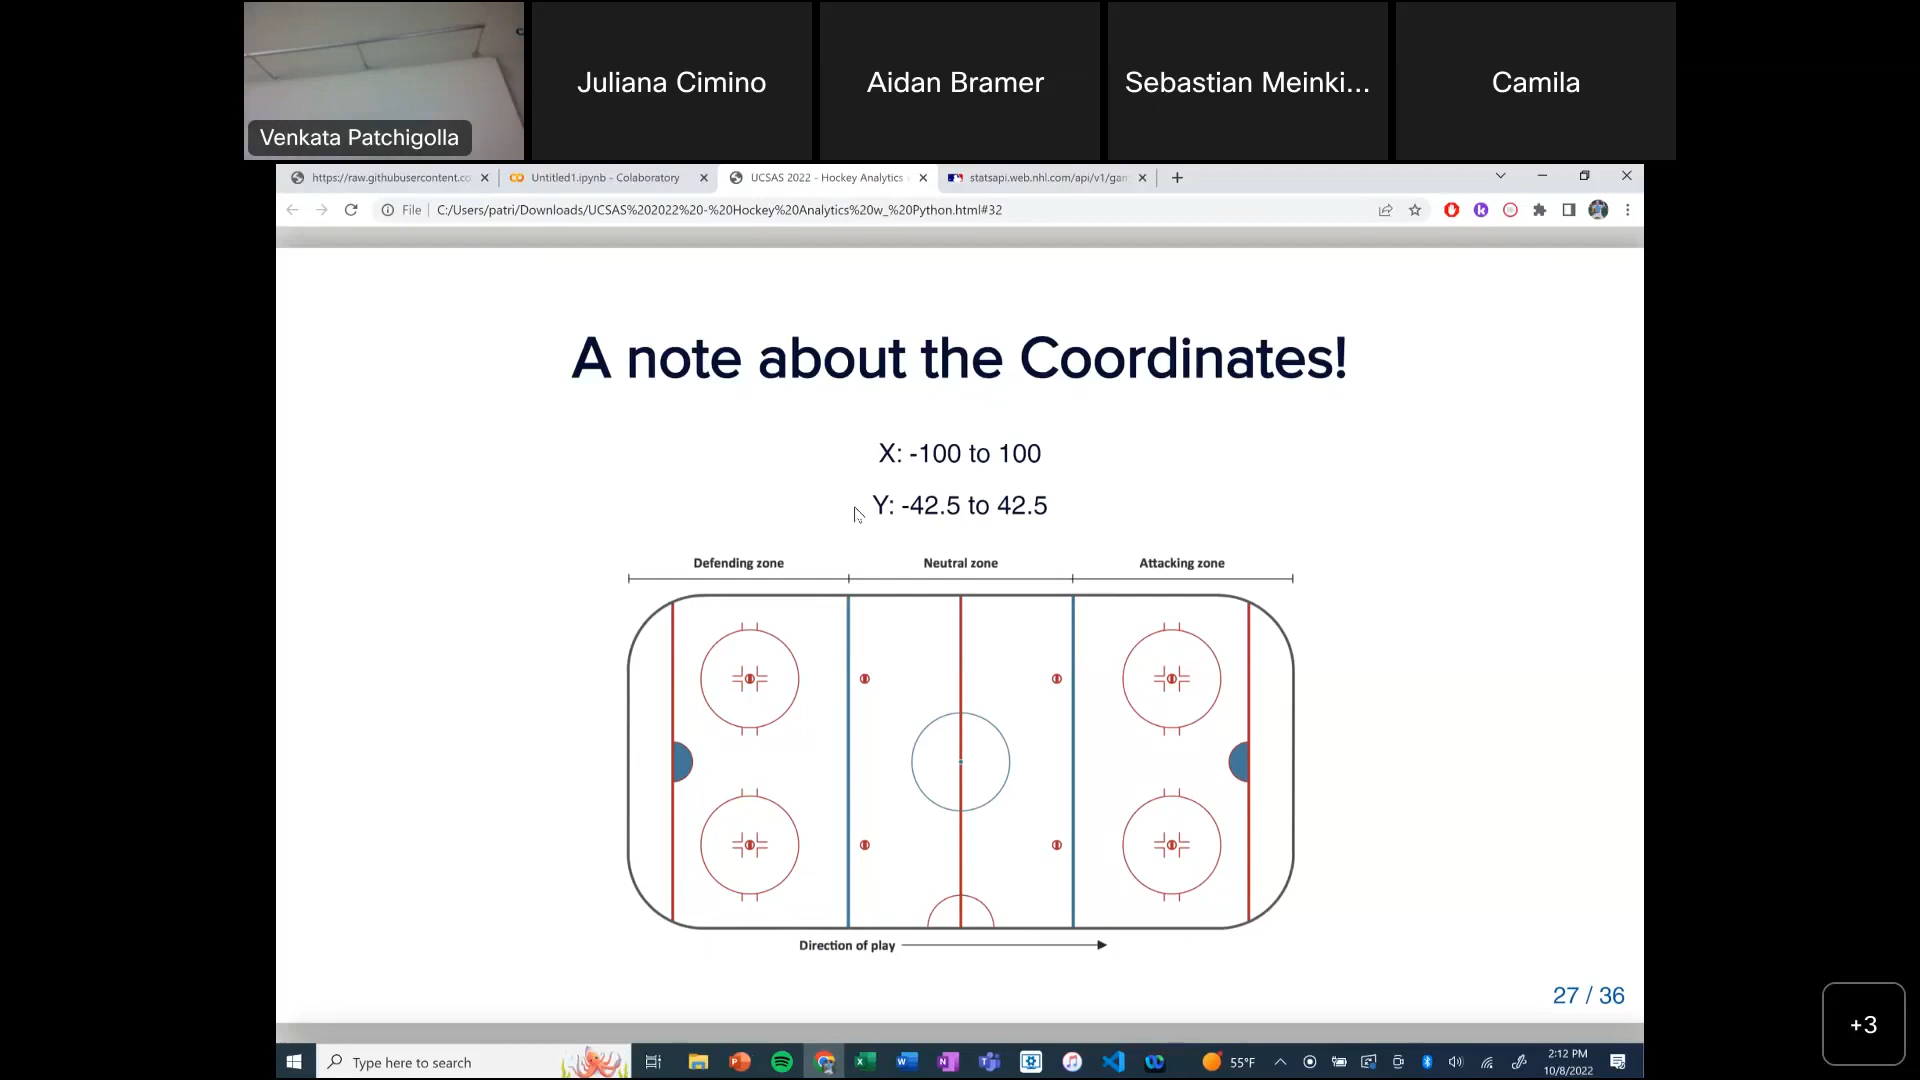 Venkata Patchigolla
Juliana Cimino
Aidan Bramer
Sebastian Meinki...
Camila
https://raw.githubusercontent.co
Untitled1.ipynb - Colaboratory
UCSAS 2022 - Hockey Analytics
statsapi.web.nhl.com/api/v1/gam
File
C:/Users/patri/Downloads/UCSAS%202022%20-%20Hockey%20Analytics%20w_%20Python.html#32
A note about the Coordinates!
X: -100 to 100
Y: -42.5 to 42.5
Defending zone
Neutral zone
Attacking zone
Direction of play
27 / 36
+3
Type here to search
55°F
2:12 PM
10/8/2022